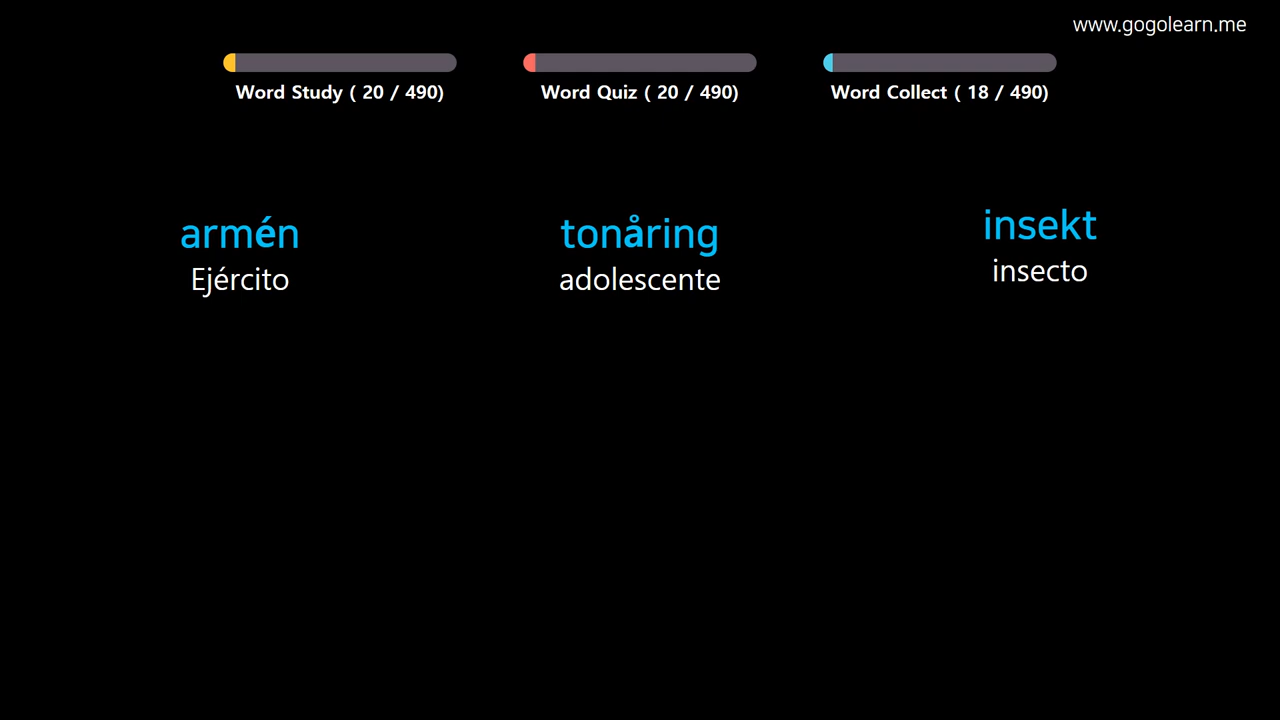 www.gogolearn.me
Word Study ( 20 / 490)
Word Quiz ( 20 / 490)
Word Collect ( 18 / 490)
armén
Ejército
tonåring
adolescente
insekt
insecto